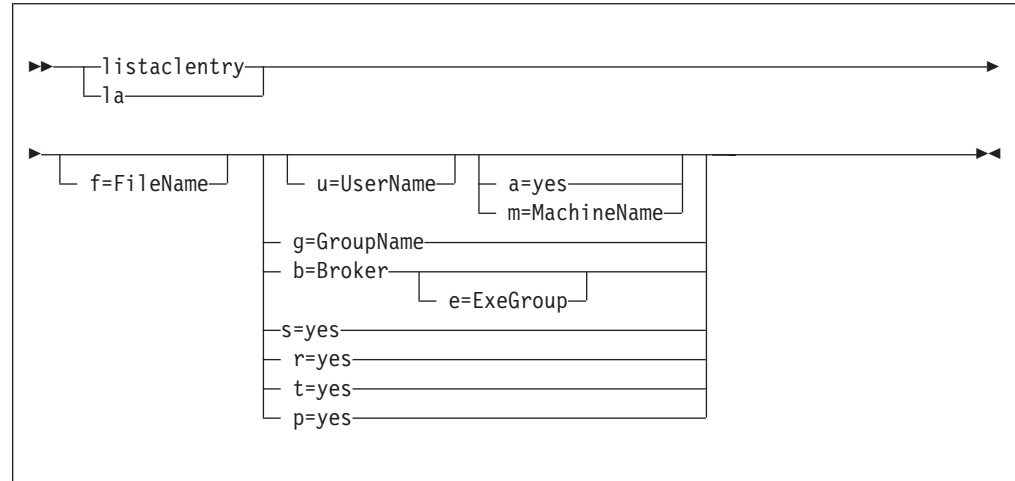 listaclentry
la
f=FileName u=UserName a=yes
m=MachineName
g=GroupName
b=Broker
e=ExeGroup
s=yes
r=yes
t=yes
p=yes